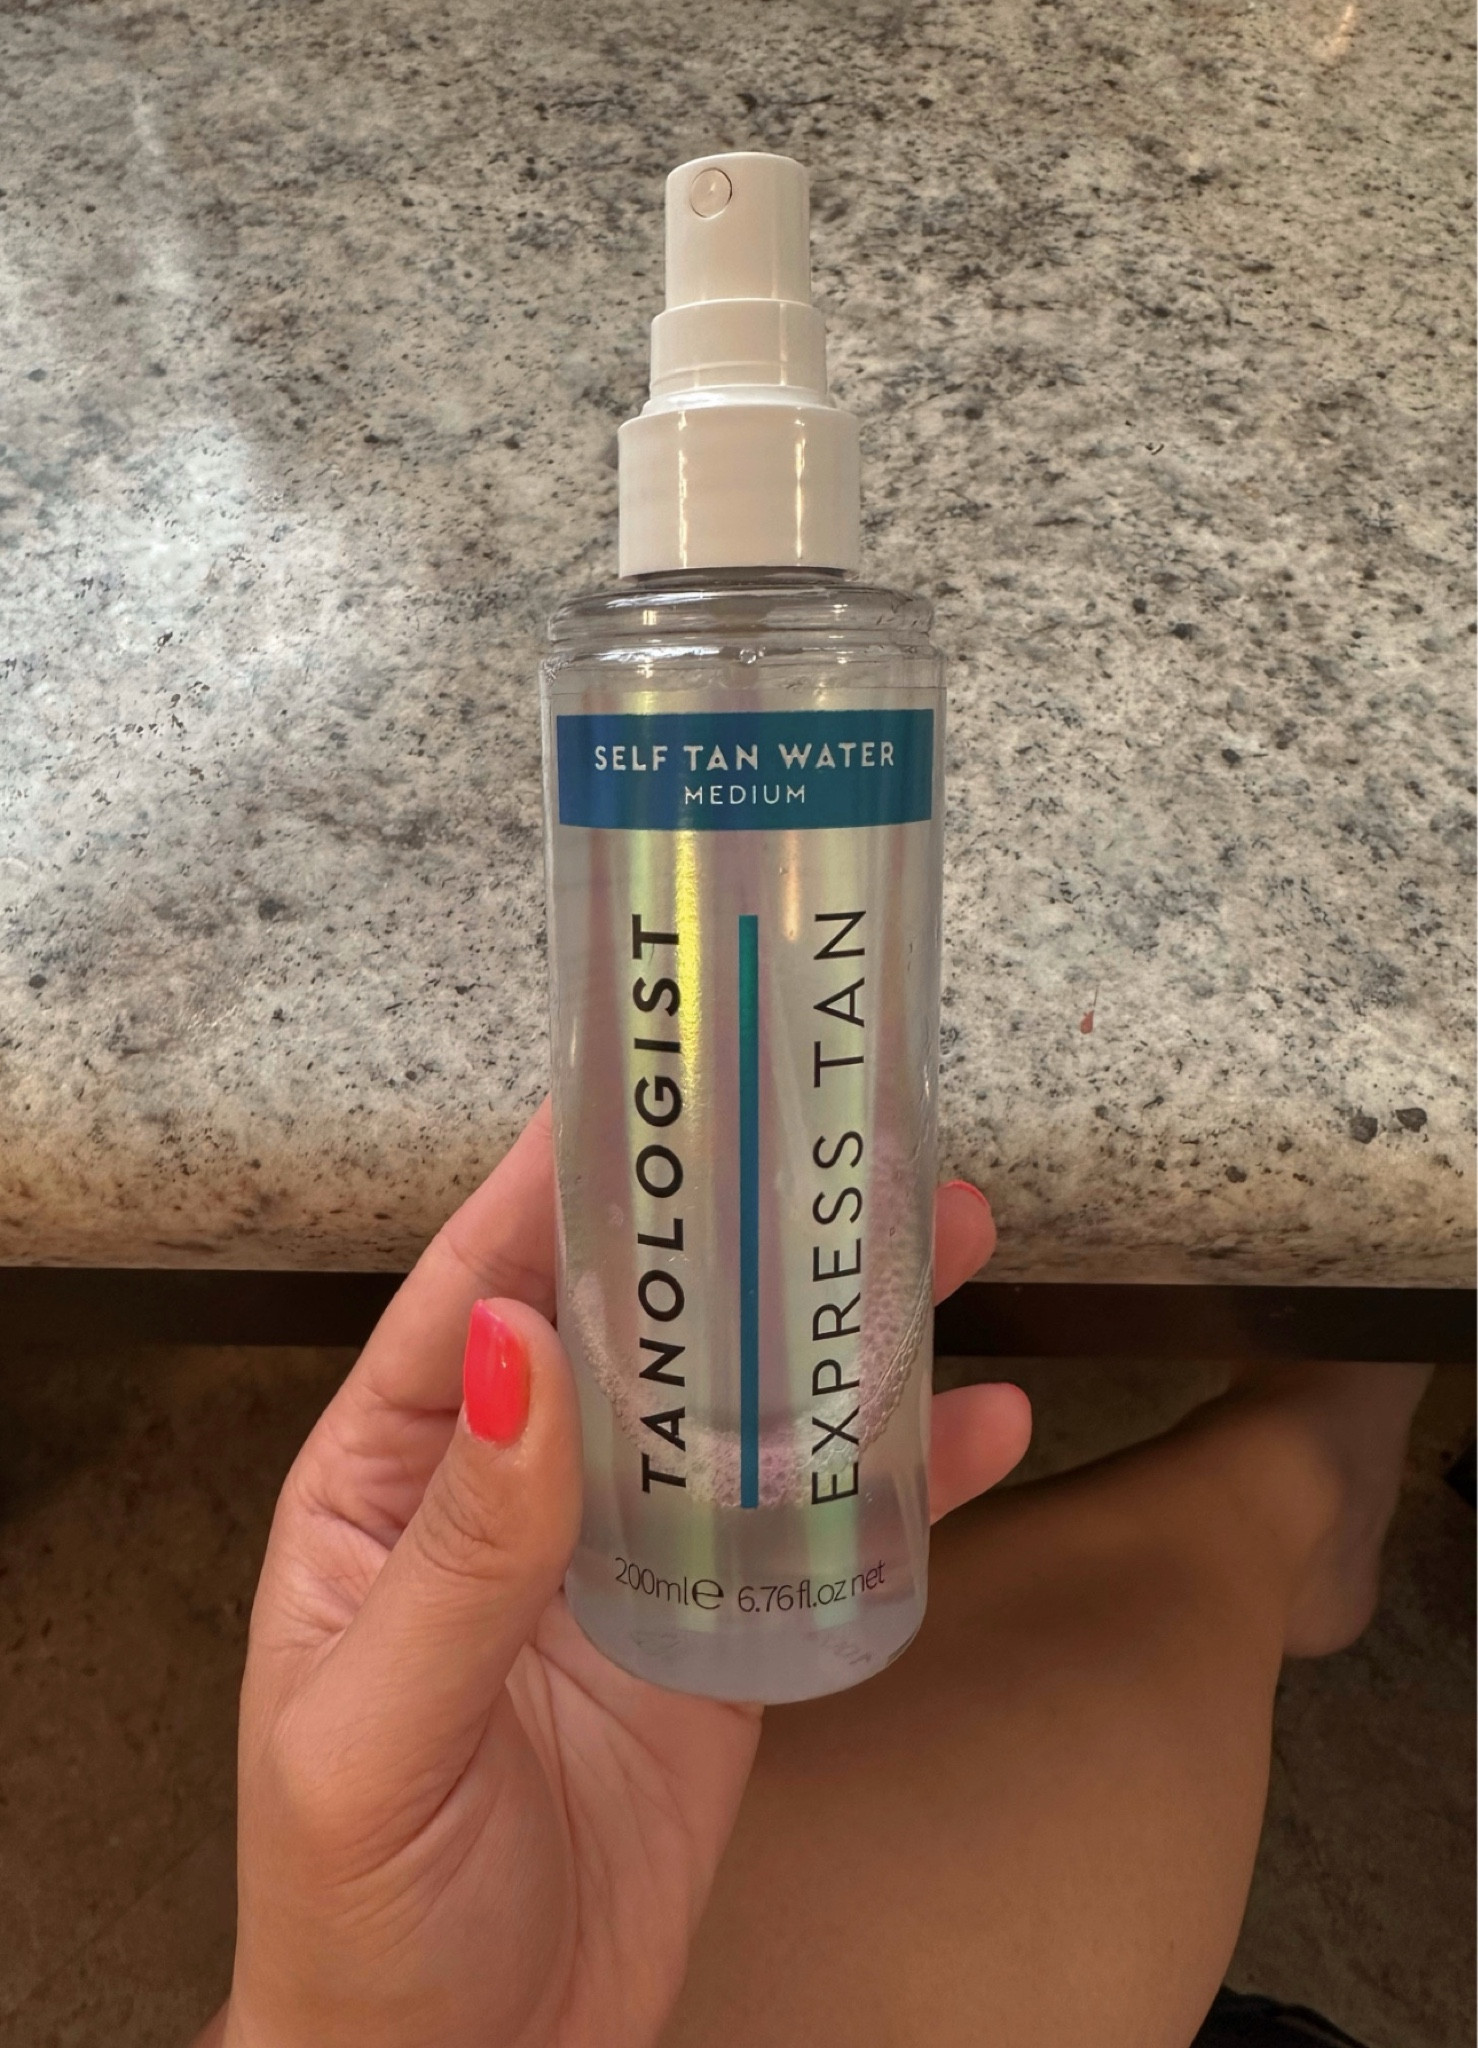 SELF TAN WATER
MEDIUM
TANOLOGIST
EXPRESS TAN
200ml℮ 6.76fl.oz net